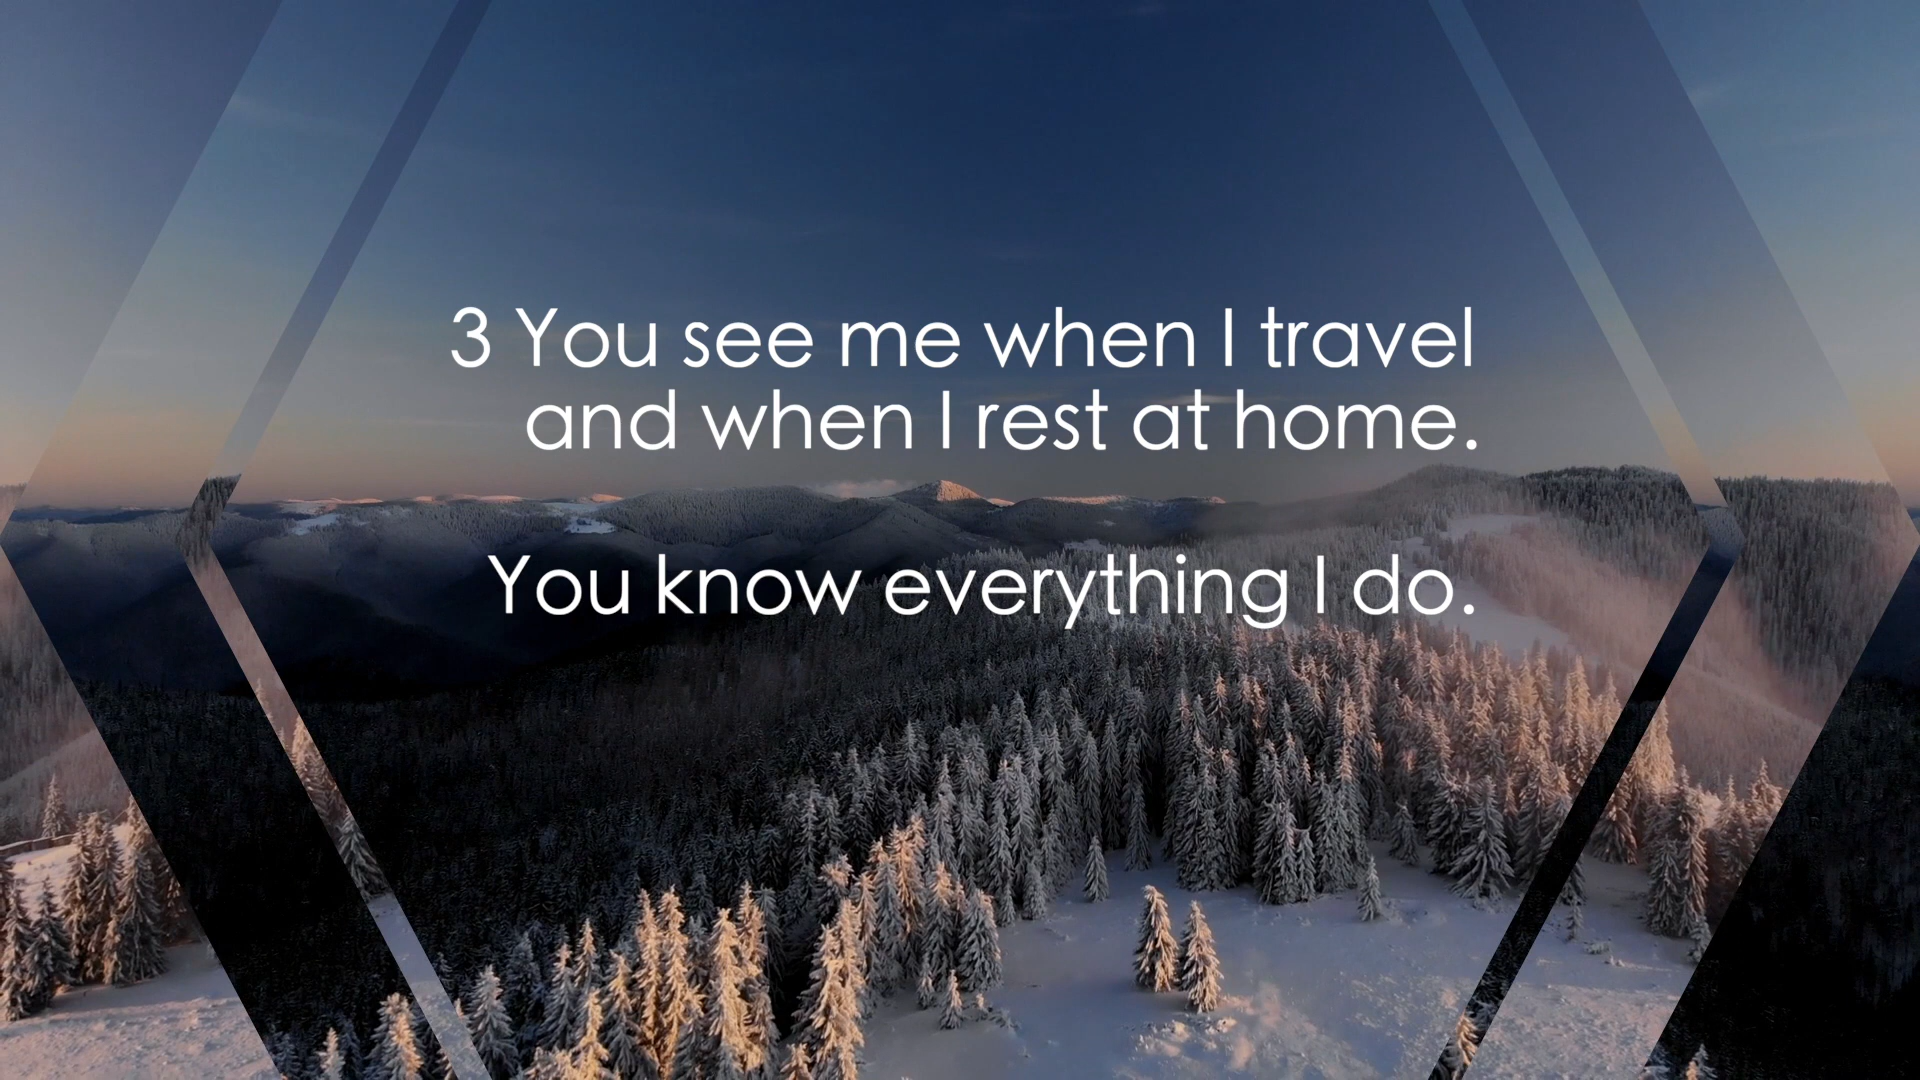 3 You see me when I travel
and when I rest at home.
You know everything I do.